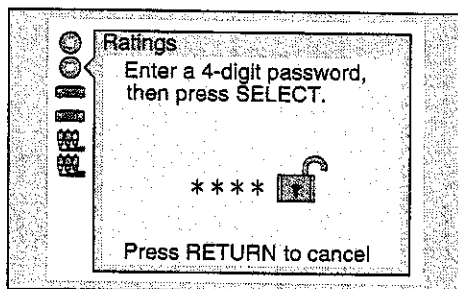 Ratings
Enter a 4-digit password,
then press SELECT.
****
Press RETURN to cancel